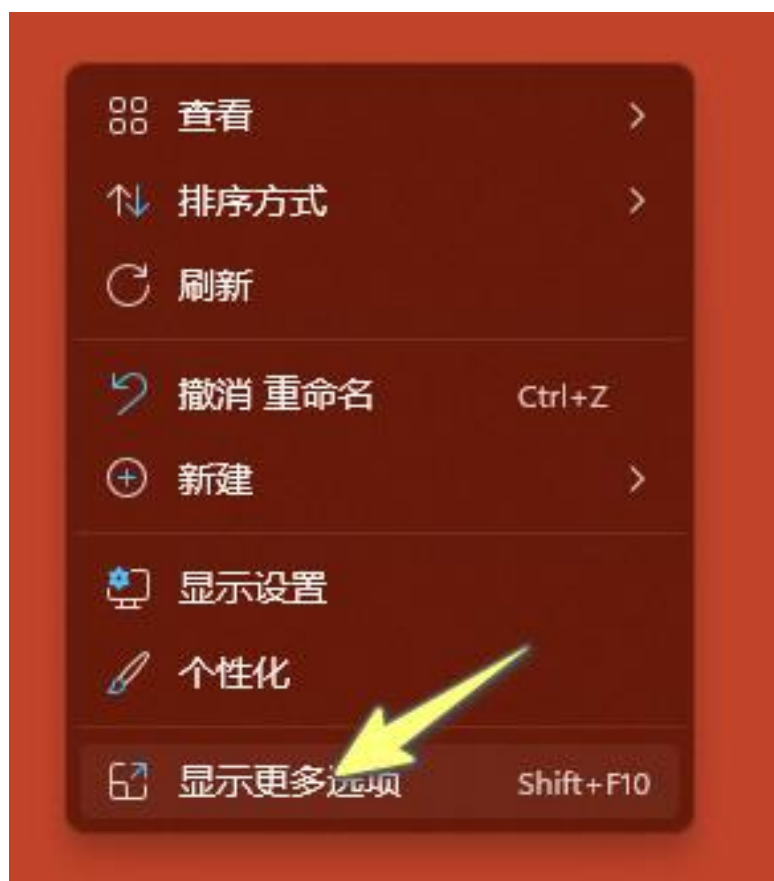 查看
排序方式
刷新
撤消 重命名 Ctrl+Z
新建
显示设置
个性化
显示更多选项 Shift+F10